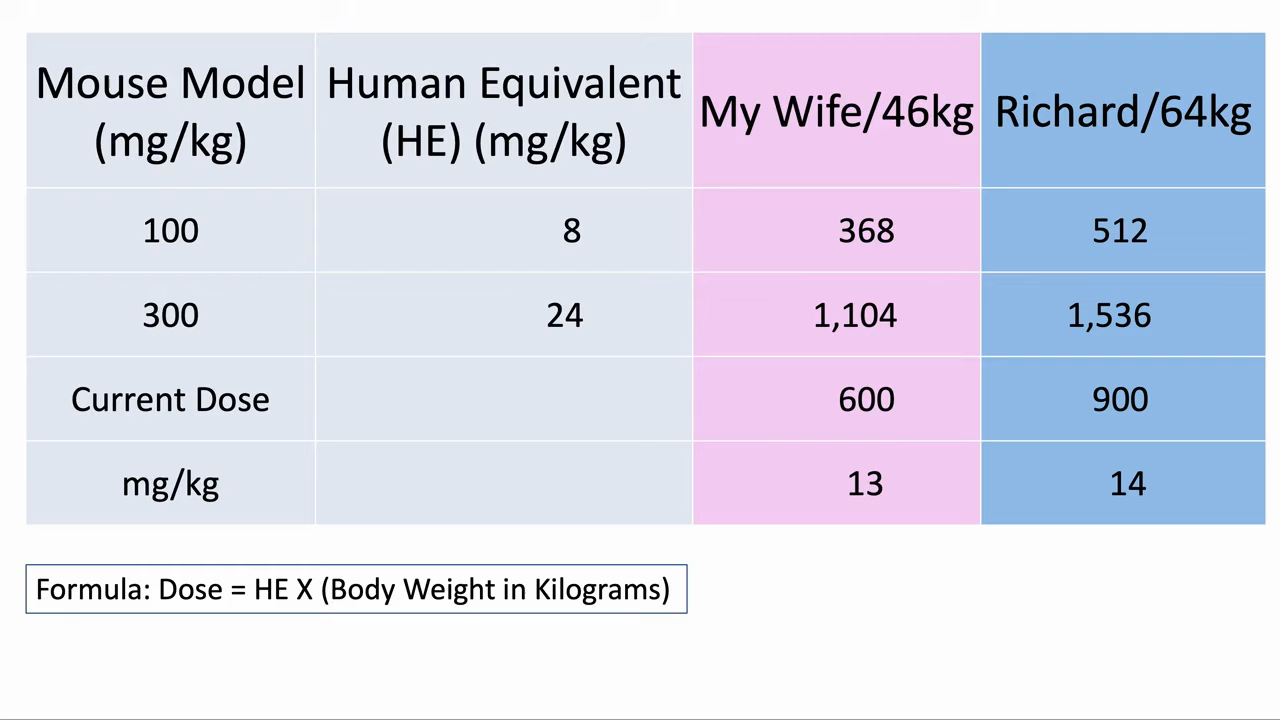 Mouse Model
(mg/kg)
Human Equivalent
(HE) (mg/kg)
My Wife/46kg
Richard/64kg
100
8
368
512
300
24
1,104
1,536
Current Dose
600
900
mg/kg
13
14
Formula: Dose = HE X (Body Weight in Kilograms)